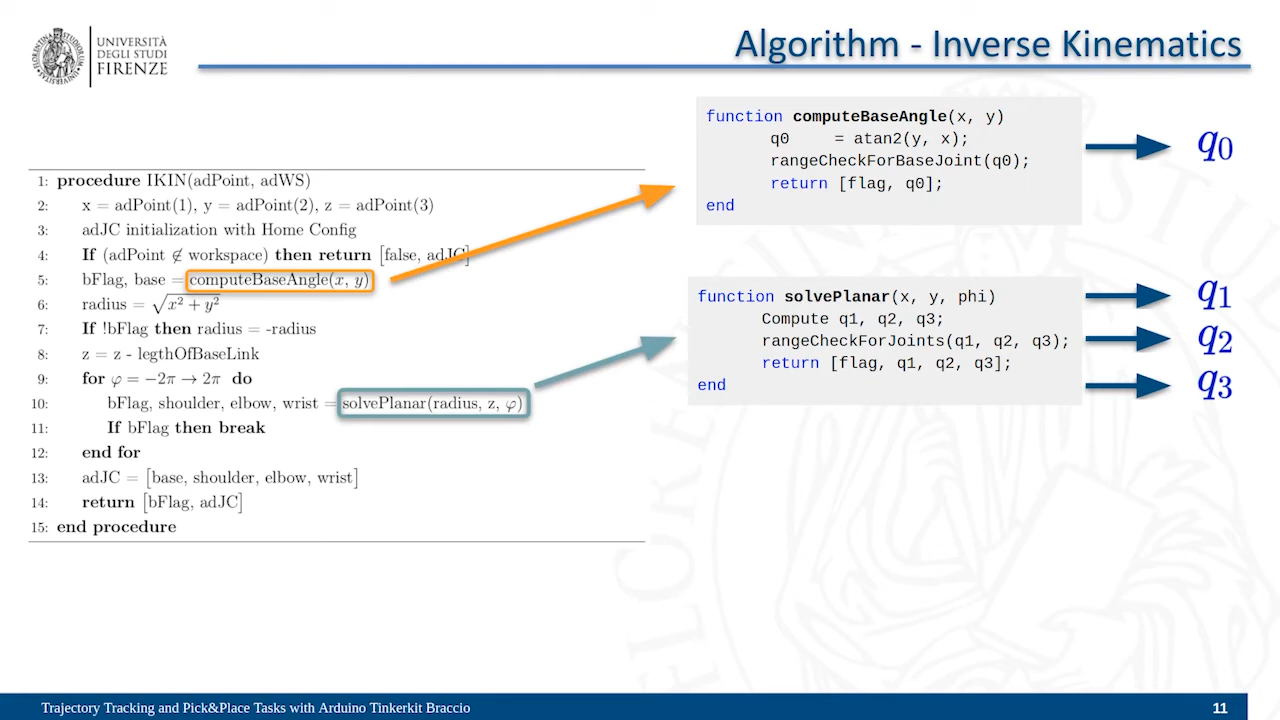 UNIVERSITÀ
DEGLI STUDI
FIRENZE
Algorithm - Inverse Kinematics
1: procedure IKIN(adPoint, adWS)
2: x = adPoint(1), y = adPoint(2), z = adPoint(3)
3: adJC initialization with Home Config
4: If (adPoint ∉ workspace) then return [false, adJC]
5: bFlag, base = computeBaseAngle(x, y)
6: radius = √x² + y²
7: If !bFlag then radius = -radius
8: z = z - legthOfBaseLink
9: for φ = −2π → 2π do
10: bFlag, shoulder, elbow, wrist = solvePlanar(radius, z, φ)
11: If bFlag then break
12: end for
13: adJC = [base, shoulder, elbow, wrist]
14: return [bFlag, adJC]
15: end procedure
function computeBaseAngle(x, y)
q0 = atan2(y, x);
rangeCheckForBaseJoint(q0);
return [flag, q0];
end
q₀
function solvePlanar(x, y, phi)
Compute q1, q2, q3;
rangeCheckForJoints(q1, q2, q3);
return [flag, q1, q2, q3];
end
q₁
q₂
q₃
Trajectory Tracking and Pick&Place Tasks with Arduino Tinkerkit Braccio
11